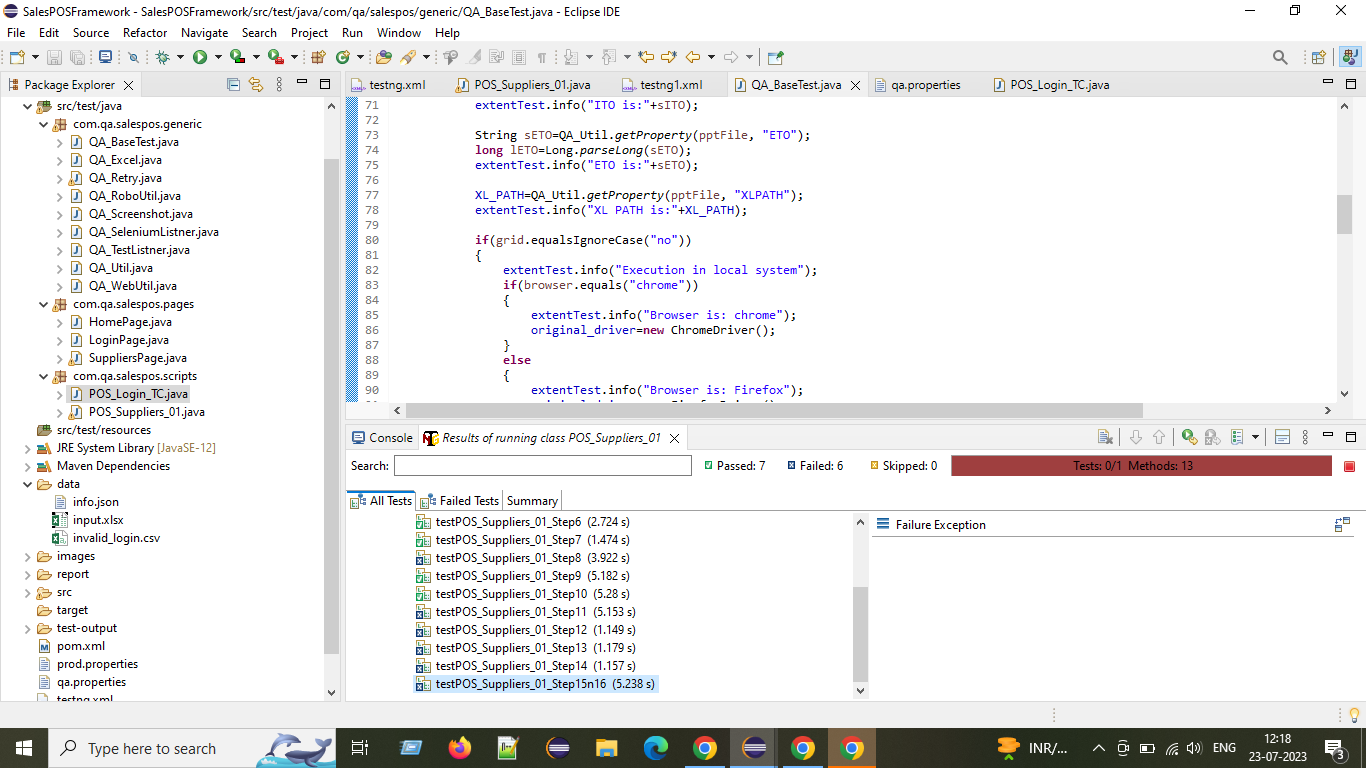 SalesPOSFramework - SalesPOSFramework/src/test/java/com/qa/salespos/generic/QA_BaseTest.java - Eclipse IDE
File Edit Source Refactor Navigate Search Project Run Window Help
Package Explorer
src/test/java
com.qa.salespos.generic
QA_BaseTest.java
QA_Excel.java
QA_Retry.java
QA_RoboUtil.java
QA_Screenshot.java
QA_SeleniumListner.java
QA_TestListner.java
QA_Util.java
QA_WebUtil.java
com.qa.salespos.pages
HomePage.java
LoginPage.java
SuppliersPage.java
com.qa.salespos.scripts
POS_Login_TC.java
POS_Suppliers_01.java
src/test/resources
JRE System Library [JavaSE-12]
Maven Dependencies
data
info.json
input.xlsx
invalid_login.csv
images
report
src
target
test-output
pom.xml
prod.properties
qa.properties
testng.xml
testng.xml POS_Suppliers_01.java testng1.xml QA_BaseTest.java qa.properties POS_Login_TC.java
71 extentTest.info("ITO is:"+sITO);
72
73 String sETO=QA_Util.getProperty(pptFile, "ETO");
74 long lETO=Long.parseLong(sETO);
75 extentTest.info("ETO is:"+sETO);
76
77 XL_PATH=QA_Util.getProperty(pptFile, "XLPATH");
78 extentTest.info("XL PATH is:"+XL_PATH);
79
80 if(grid.equalsIgnoreCase("no"))
81 {
82 extentTest.info("Execution in local system");
83 if(browser.equals("chrome"))
84 {
85 extentTest.info("Browser is: chrome");
86 original_driver=new ChromeDriver();
87 }
88 else
89 {
90 extentTest.info("Browser is: Firefox");
Console Results of running class POS_Suppliers_01
Search: Passed: 7 Failed: 6 Skipped: 0 Tests: 0/1 Methods: 13
All Tests Failed Tests Summary
testPOS_Suppliers_01_Step6 (2.724 s)
testPOS_Suppliers_01_Step7 (1.474 s)
testPOS_Suppliers_01_Step8 (3.922 s)
testPOS_Suppliers_01_Step9 (5.182 s)
testPOS_Suppliers_01_Step10 (5.28 s)
testPOS_Suppliers_01_Step11 (5.153 s)
testPOS_Suppliers_01_Step12 (1.149 s)
testPOS_Suppliers_01_Step13 (1.179 s)
testPOS_Suppliers_01_Step14 (1.157 s)
testPOS_Suppliers_01_Step15n16 (5.238 s)
Failure Exception
Type here to search
INR/...
ENG
12:18
23-07-2023
3